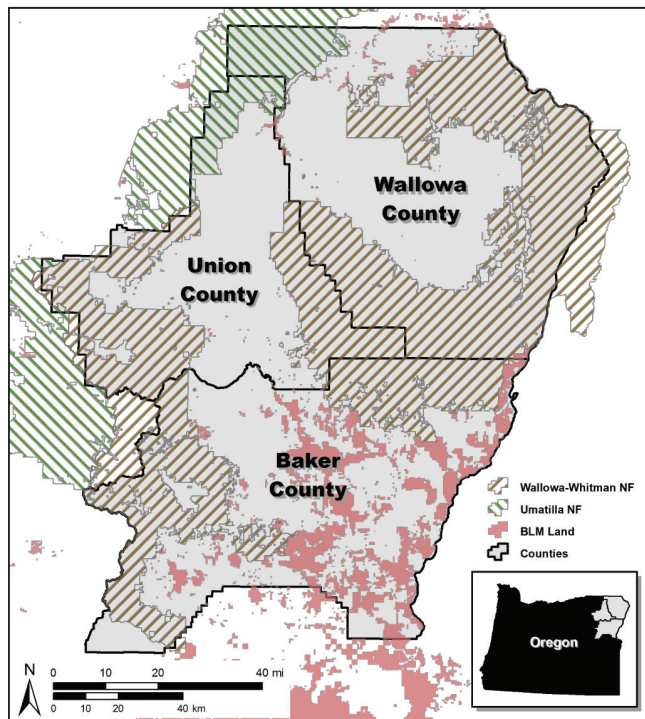 Wallowa
County
Union
County
Baker
County
Wallowa-Whitman NF
Umatilla NF
BLM Land
Counties
Oregon
N
0 10 20 40 mi
0 10 20 40 km